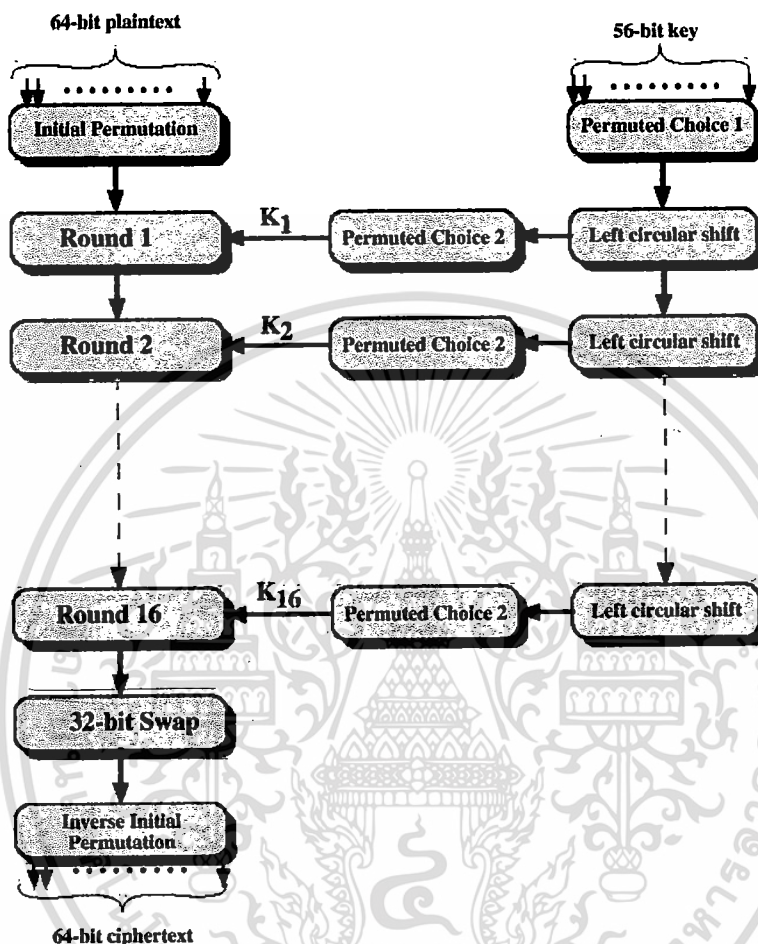 64-bit plaintext
56-bit key
Initial Permutation
Permuted Choice 1
Round 1
K1
Permuted Choice 2
Left circular shift
Round 2
K2
Permuted Choice 2
Left circular shift
Round 16
K16
Permuted Choice 2
Left circular shift
32-bit Swap
Inverse Initial
Permutation
64-bit ciphertext